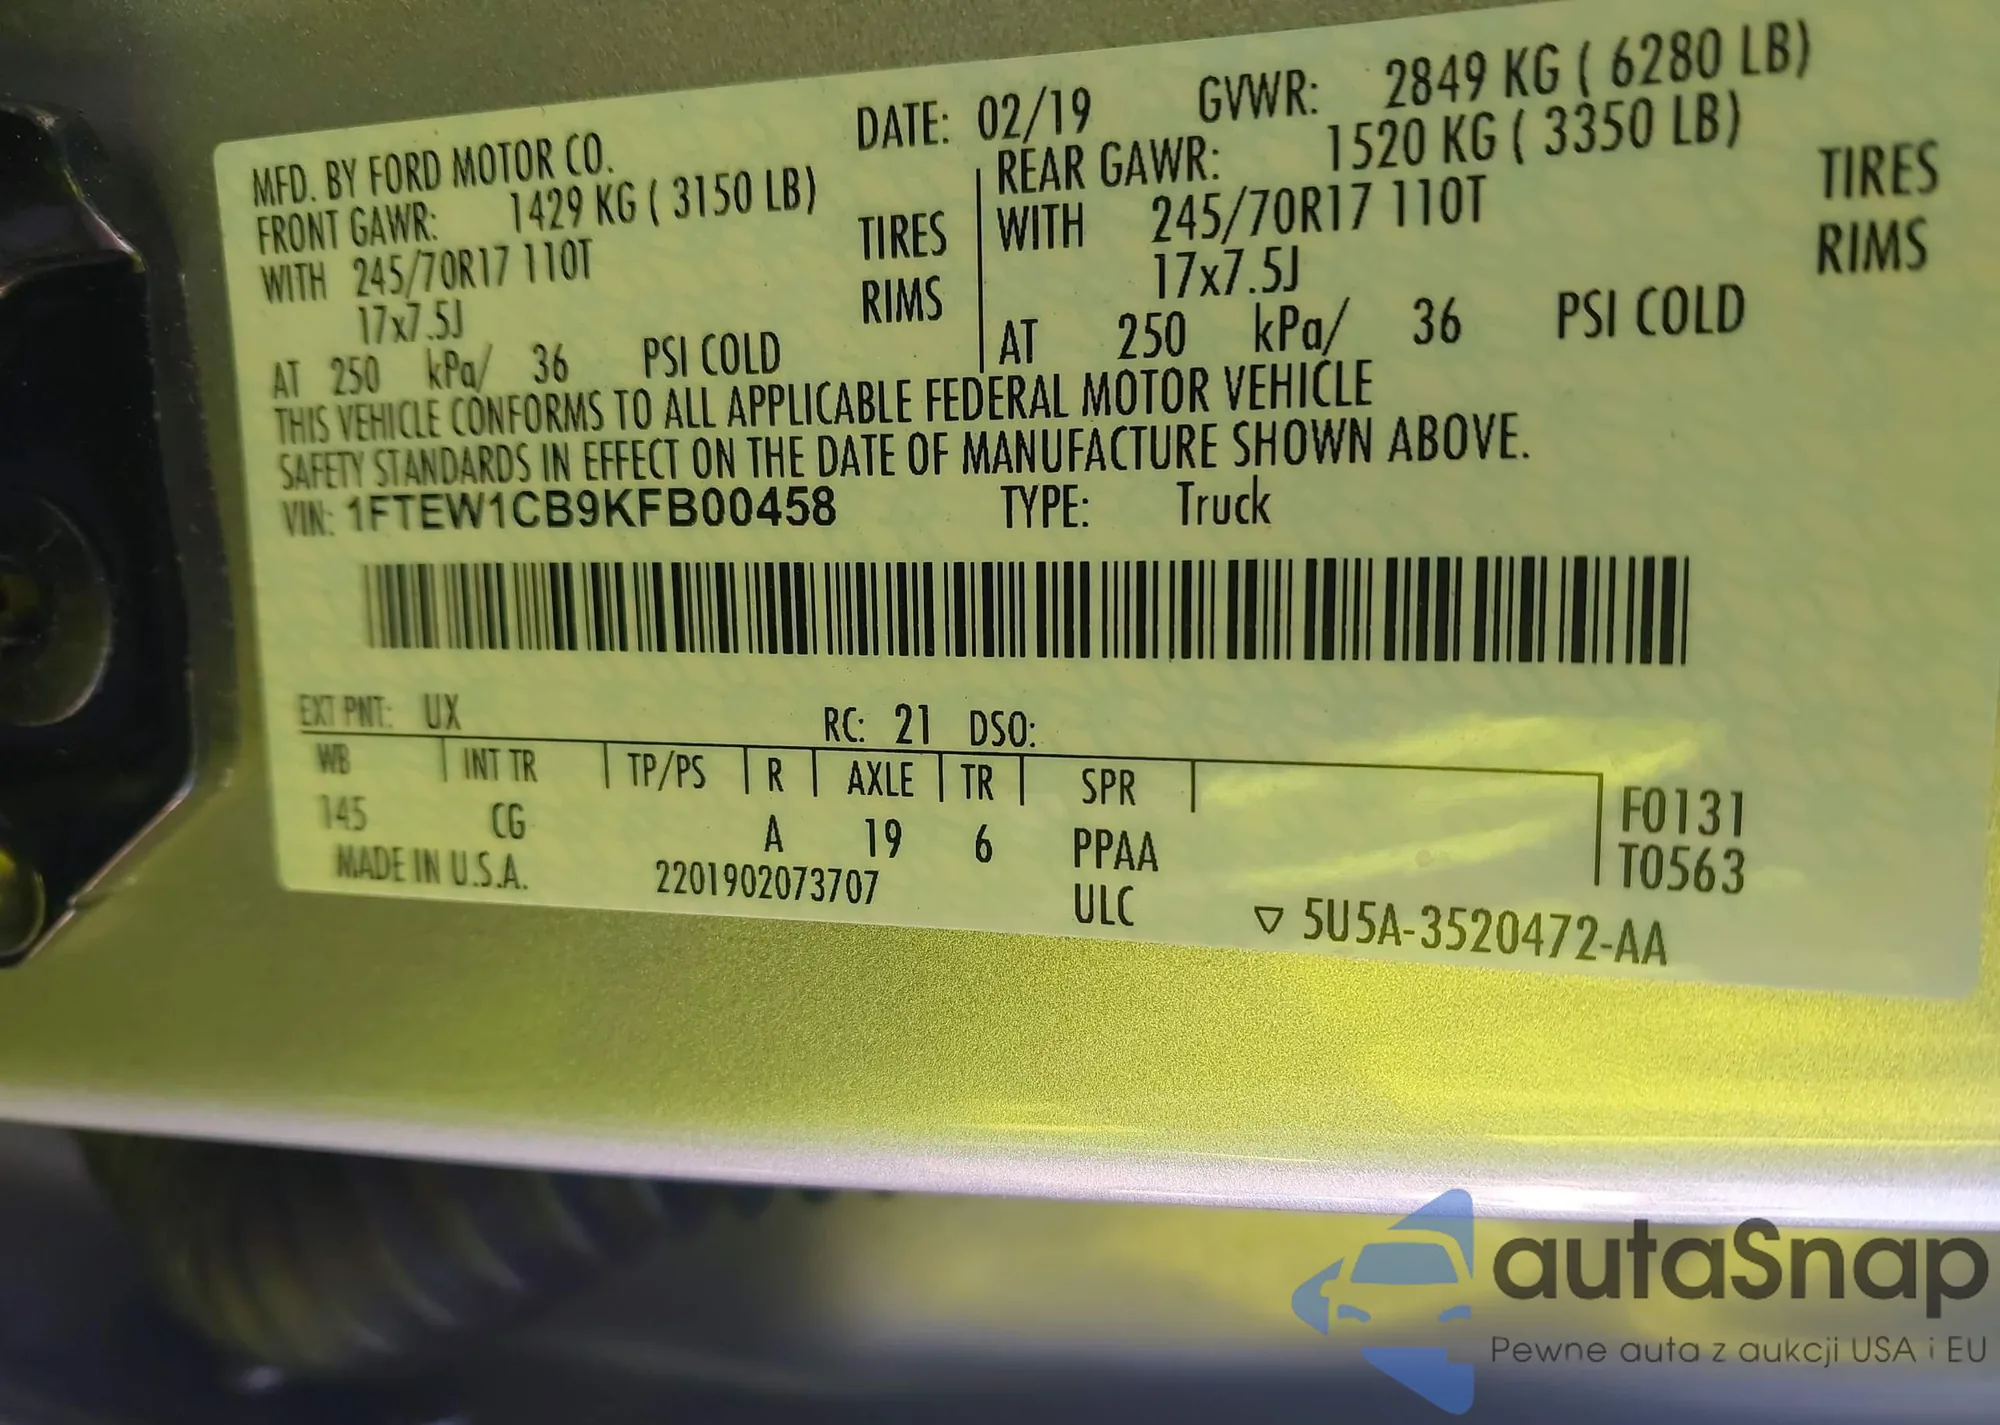 MFD. BY FORD MOTOR CO. DATE: 02/19 GVWR: 2849 KG ( 6280 LB)
FRONT GAWR: 1429 KG ( 3150 LB) REAR GAWR: 1520 KG ( 3350 LB)
WITH 245/70R17 110T TIRES WITH 245/70R17 110T TIRES
17x7.5J RIMS 17x7.5J RIMS
AT 250 kPa/ 36 PSI COLD AT 250 kPa/ 36 PSI COLD
THIS VEHICLE CONFORMS TO ALL APPLICABLE FEDERAL MOTOR VEHICLE
SAFETY STANDARDS IN EFFECT ON THE DATE OF MANUFACTURE SHOWN ABOVE.
VIN: 1FTEW1CB9KFB00458 TYPE: Truck
EXT PNT: UX RC: 21 DSO:
WB INT TR TP/PS R AXLE TR SPR F0131
145 CG A 19 6 PPAA T0563
MADE IN U.S.A. 2201902073707 ULC ▽ 5U5A-3520472-AA
autaSnap
Pewne auta z aukcji USA i EU